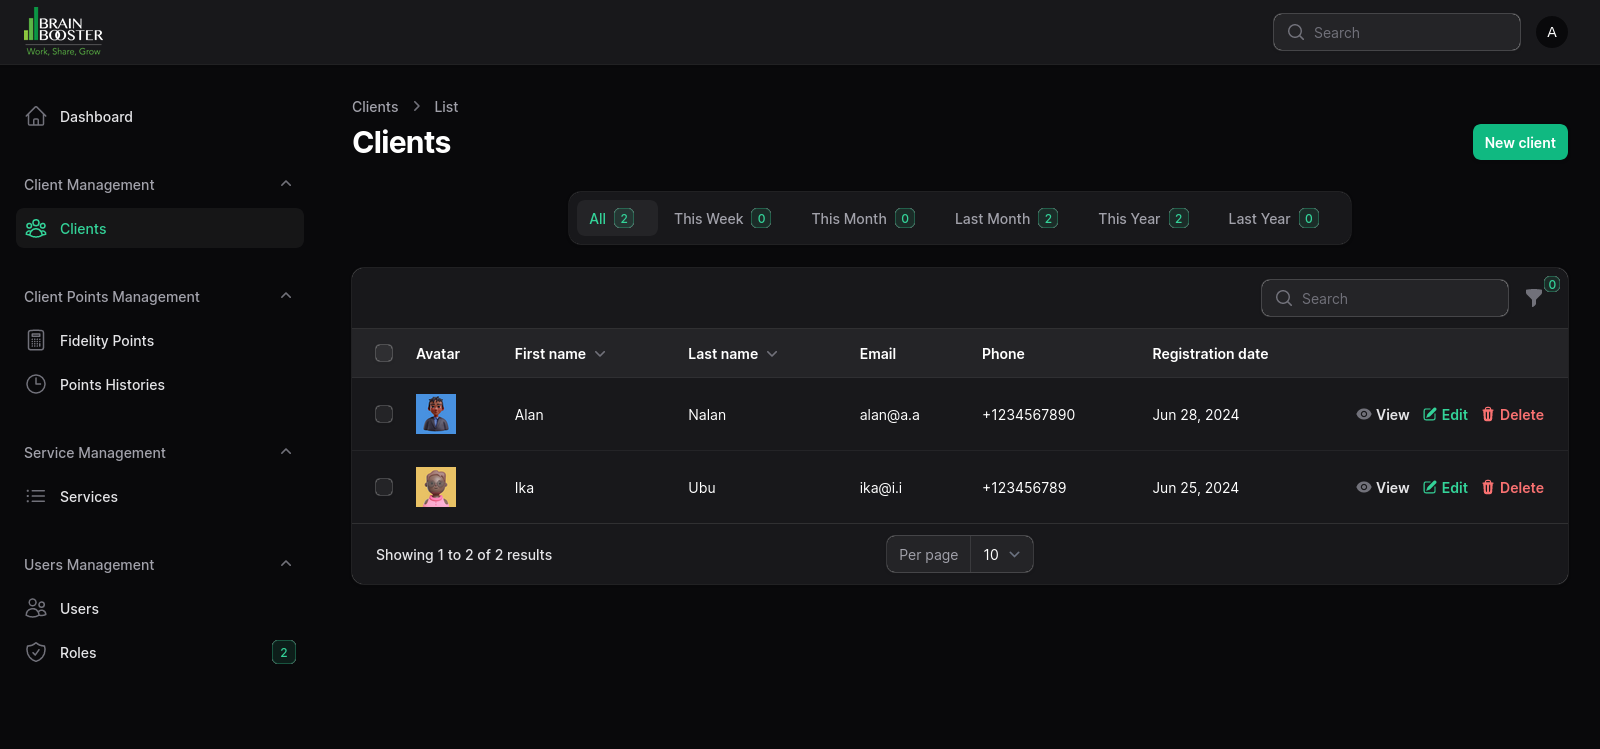 BRAIN
BOOSTER
Work, Share, Grow
Search
A
Dashboard
Client Management
Clients
Client Points Management
Fidelity Points
Points Histories
Service Management
Services
Users Management
Users
Roles 2
Clients > List
Clients
New client
All 2 This Week 0 This Month 0 Last Month 2 This Year 2 Last Year 0
Search
0
Avatar First name Last name Email Phone Registration date
Alan Nalan alan@a.a +1234567890 Jun 28, 2024 View Edit Delete
Ika Ubu ika@i.i +123456789 Jun 25, 2024 View Edit Delete
Showing 1 to 2 of 2 results Per page 10